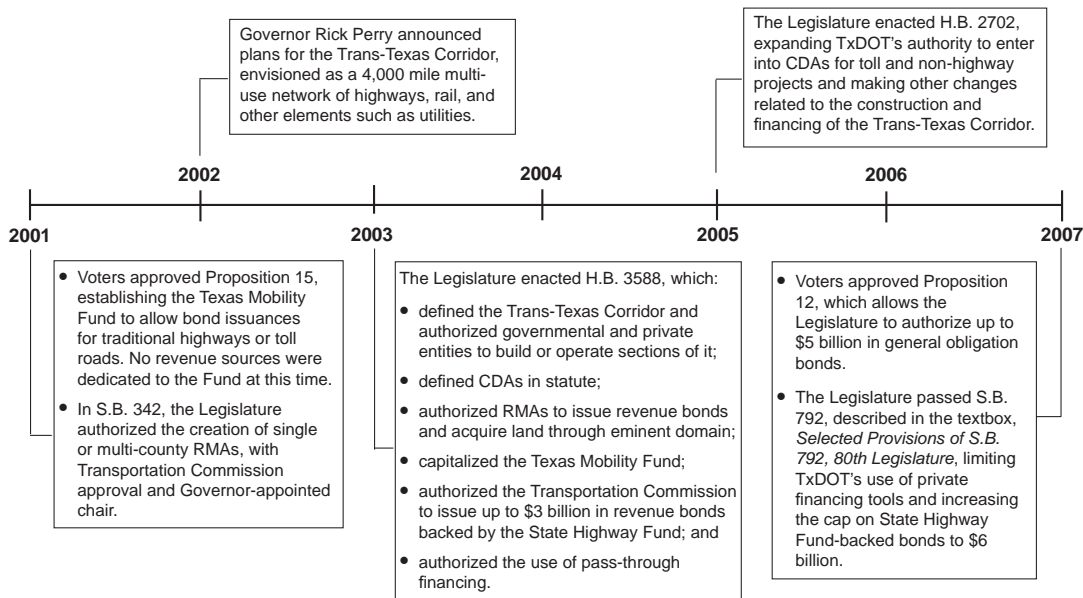 Governor Rick Perry announced
plans for the Trans-Texas Corridor,
envisioned as a 4,000 mile multi-
use network of highways, rail, and
other elements such as utilities.
The Legislature enacted H.B. 2702,
expanding TxDOT’s authority to enter
into CDAs for toll and non-highway
projects and making other changes
related to the construction and
financing of the Trans-Texas Corridor.
2002
2004
2006
2001
2003
2005
2007
• Voters approved Proposition 15,
establishing the Texas Mobility
Fund to allow bond issuances
for traditional highways or toll
roads. No revenue sources were
dedicated to the Fund at this time.
• In S.B. 342, the Legislature
authorized the creation of single
or multi-county RMAs, with
Transportation Commission
approval and Governor-appointed
chair.
The Legislature enacted H.B. 3588, which:
• defined the Trans-Texas Corridor and
authorized governmental and private
entities to build or operate sections of it;
• defined CDAs in statute;
• authorized RMAs to issue revenue bonds
and acquire land through eminent domain;
• capitalized the Texas Mobility Fund;
• authorized the Transportation Commission
to issue up to $3 billion in revenue bonds
backed by the State Highway Fund; and
• authorized the use of pass-through
financing.
• Voters approved Proposition
12, which allows the
Legislature to authorize up to
$5 billion in general obligation
bonds.
• The Legislature passed S.B.
792, described in the textbox,
Selected Provisions of S.B.
792, 80th Legislature, limiting
TxDOT’s use of private
financing tools and increasing
the cap on State Highway
Fund-backed bonds to $6
billion.